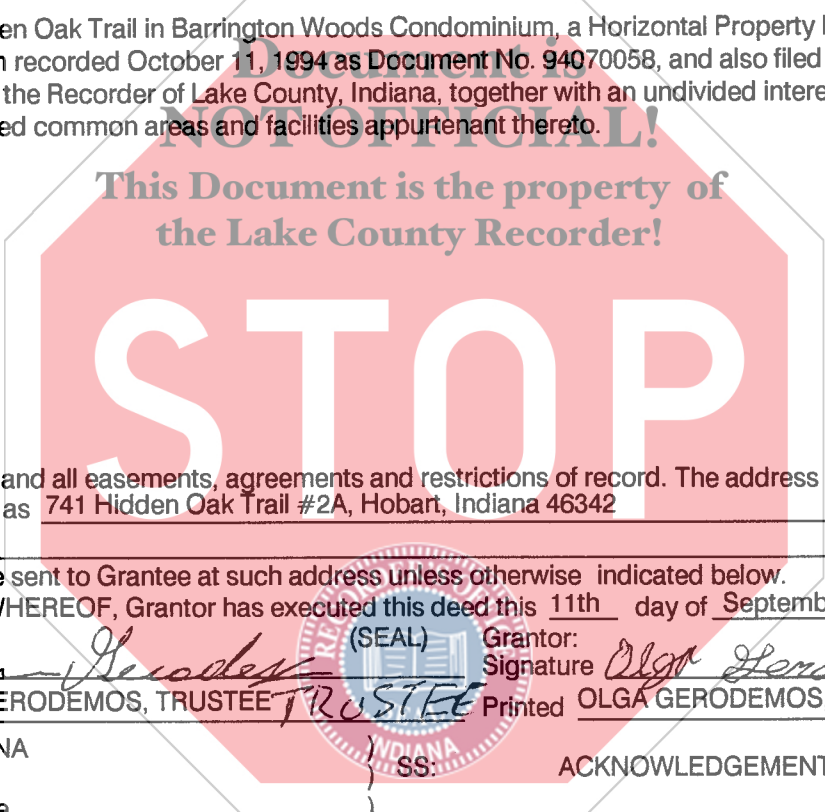 en Oak Trail in Barrington Woods Condominium, a Horizontal Property
recorded October 11, 1994 as Document No. 94070058, and also filed
Document is
the Recorder of Lake County, Indiana, together with an undivided intere
ed common areas and facilities appurtenant thereto.
NOT OFFICIAL!
This Document is the property of
the Lake County Recorder!
STOP
and all easements, agreements and restrictions of record. The address
as 741 Hidden Oak Trail #2A, Hobart, Indiana 46342
e sent to Grantee at such address unless otherwise indicated below.
WHEREOF, Grantor has executed this deed this 11th day of Septemb
(SEAL) Grantor:
Gerodes Signature Olga Gero
ERODEMOS, TRUSTEE TRUSTEE Printed OLGA GERODEMOS
NA
SS: ACKNOWLEDGEMENT
INDIANA